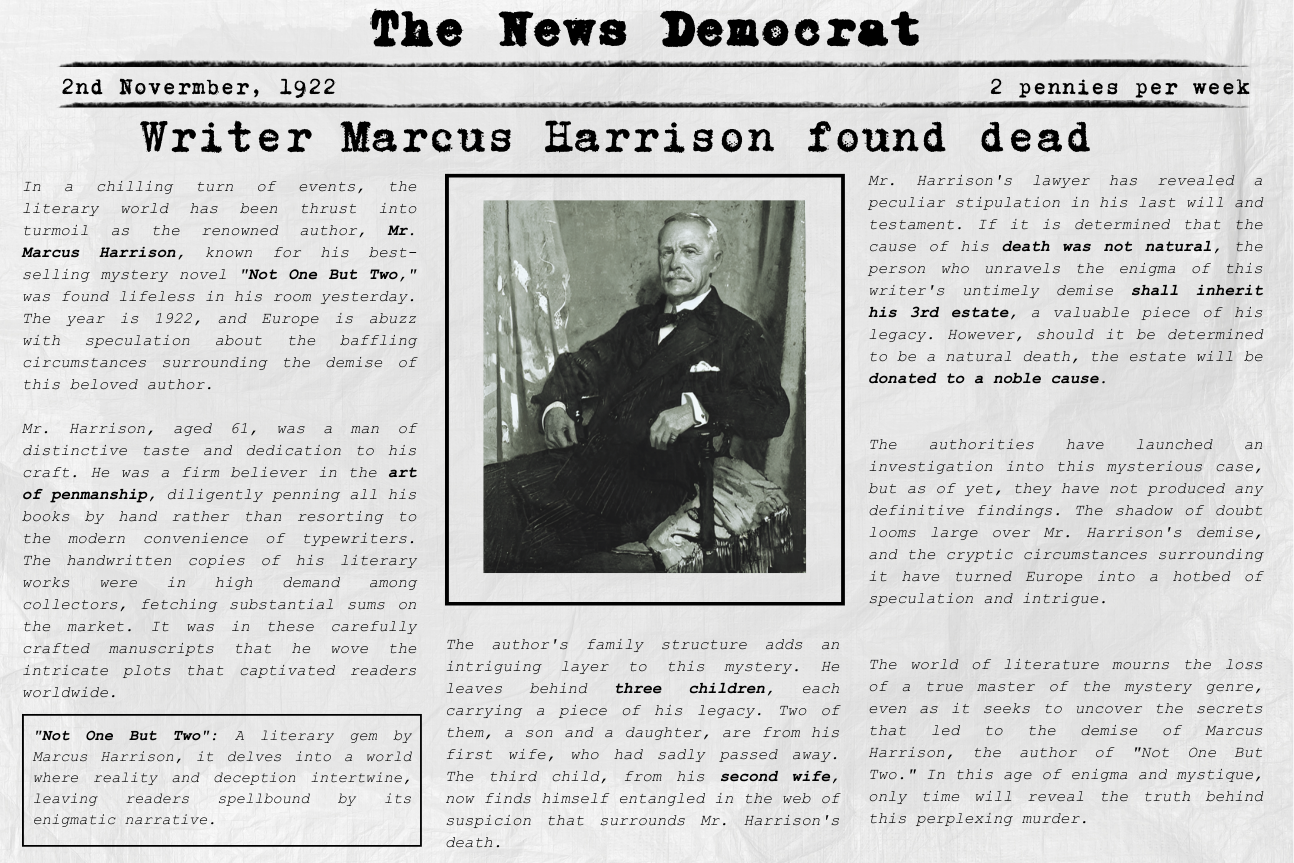 The News Democrat
2nd Novermber, 1922
2 pennies per week
Writer Marcus Harrison found dead
In a chilling turn of events, the
literary world has been thrust into
turmoil as the renowned author, Mr.
Marcus Harrison, known for his best-
selling mystery novel "Not One But Two,"
was found lifeless in his room yesterday.
The year is 1922, and Europe is abuzz
with speculation about the baffling
circumstances surrounding the demise of
this beloved author.
Mr. Harrison, aged 61, was a man of
distinctive taste and dedication to his
craft. He was a firm believer in the art
of penmanship, diligently penning all his
books by hand rather than resorting to
the modern convenience of typewriters.
The handwritten copies of his literary
works were in high demand among
collectors, fetching substantial sums on
the market. It was in these carefully
crafted manuscripts that he wove the
intricate plots that captivated readers
worldwide.
"Not One But Two": A literary gem by
Marcus Harrison, it delves into a world
where reality and deception intertwine,
leaving readers spellbound by its
enigmatic narrative.
The author's family structure adds an
intriguing layer to this mystery. He
leaves behind three children, each
carrying a piece of his legacy. Two of
them, a son and a daughter, are from his
first wife, who had sadly passed away.
The third child, from his second wife,
now finds himself entangled in the web of
suspicion that surrounds Mr. Harrison's
death.
Mr. Harrison's lawyer has revealed a
peculiar stipulation in his last will and
testament. If it is determined that the
cause of his death was not natural, the
person who unravels the enigma of this
writer's untimely demise shall inherit
his 3rd estate, a valuable piece of his
legacy. However, should it be determined
to be a natural death, the estate will be
donated to a noble cause.
The authorities have launched an
investigation into this mysterious case,
but as of yet, they have not produced any
definitive findings. The shadow of doubt
looms large over Mr. Harrison's demise,
and the cryptic circumstances surrounding
it have turned Europe into a hotbed of
speculation and intrigue.
The world of literature mourns the loss
of a true master of the mystery genre,
even as it seeks to uncover the secrets
that led to the demise of Marcus
Harrison, the author of "Not One But
Two." In this age of enigma and mystique,
only time will reveal the truth behind
this perplexing murder.